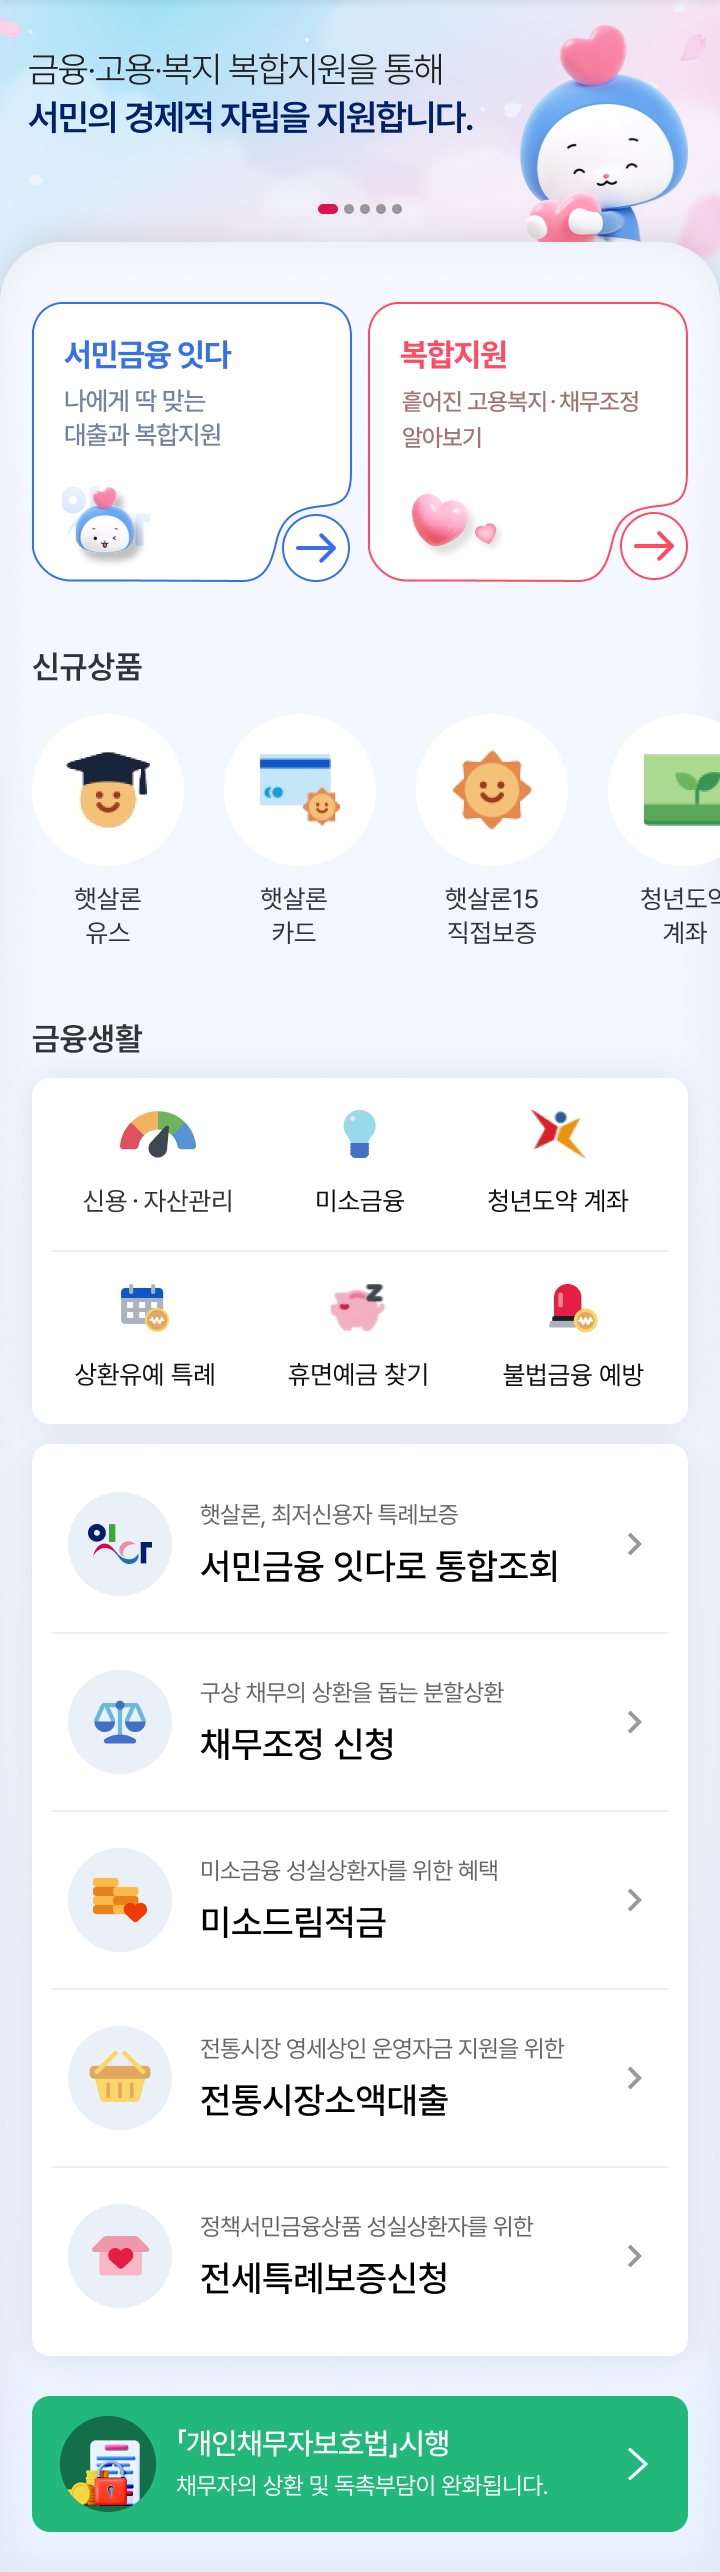 금융·고용·복지 복합지원을 통해
서민의 경제적 자립을 지원합니다.
서민금융 잇다
나에게 딱 맞는
대출과 복합지원
복합지원
흩어진 고용복지·채무조정
알아보기
신규상품
햇살론
유스
햇살론
카드
햇살론15
직접보증
청년도약
계좌
금융생활
신용·자산관리
미소금융
청년도약 계좌
상환유예 특례
휴면예금 찾기
불법금융 예방
잇다
햇살론, 최저신용자 특례보증
서민금융 잇다로 통합조회
구상 채무의 상환을 돕는 분할상환
채무조정 신청
미소금융 성실상환자를 위한 혜택
미소드림적금
전통시장 영세상인 운영자금 지원을 위한
전통시장소액대출
정책서민금융상품 성실상환자를 위한
전세특례보증신청
「개인채무자보호법」시행
채무자의 상환 및 독촉부담이 완화됩니다.